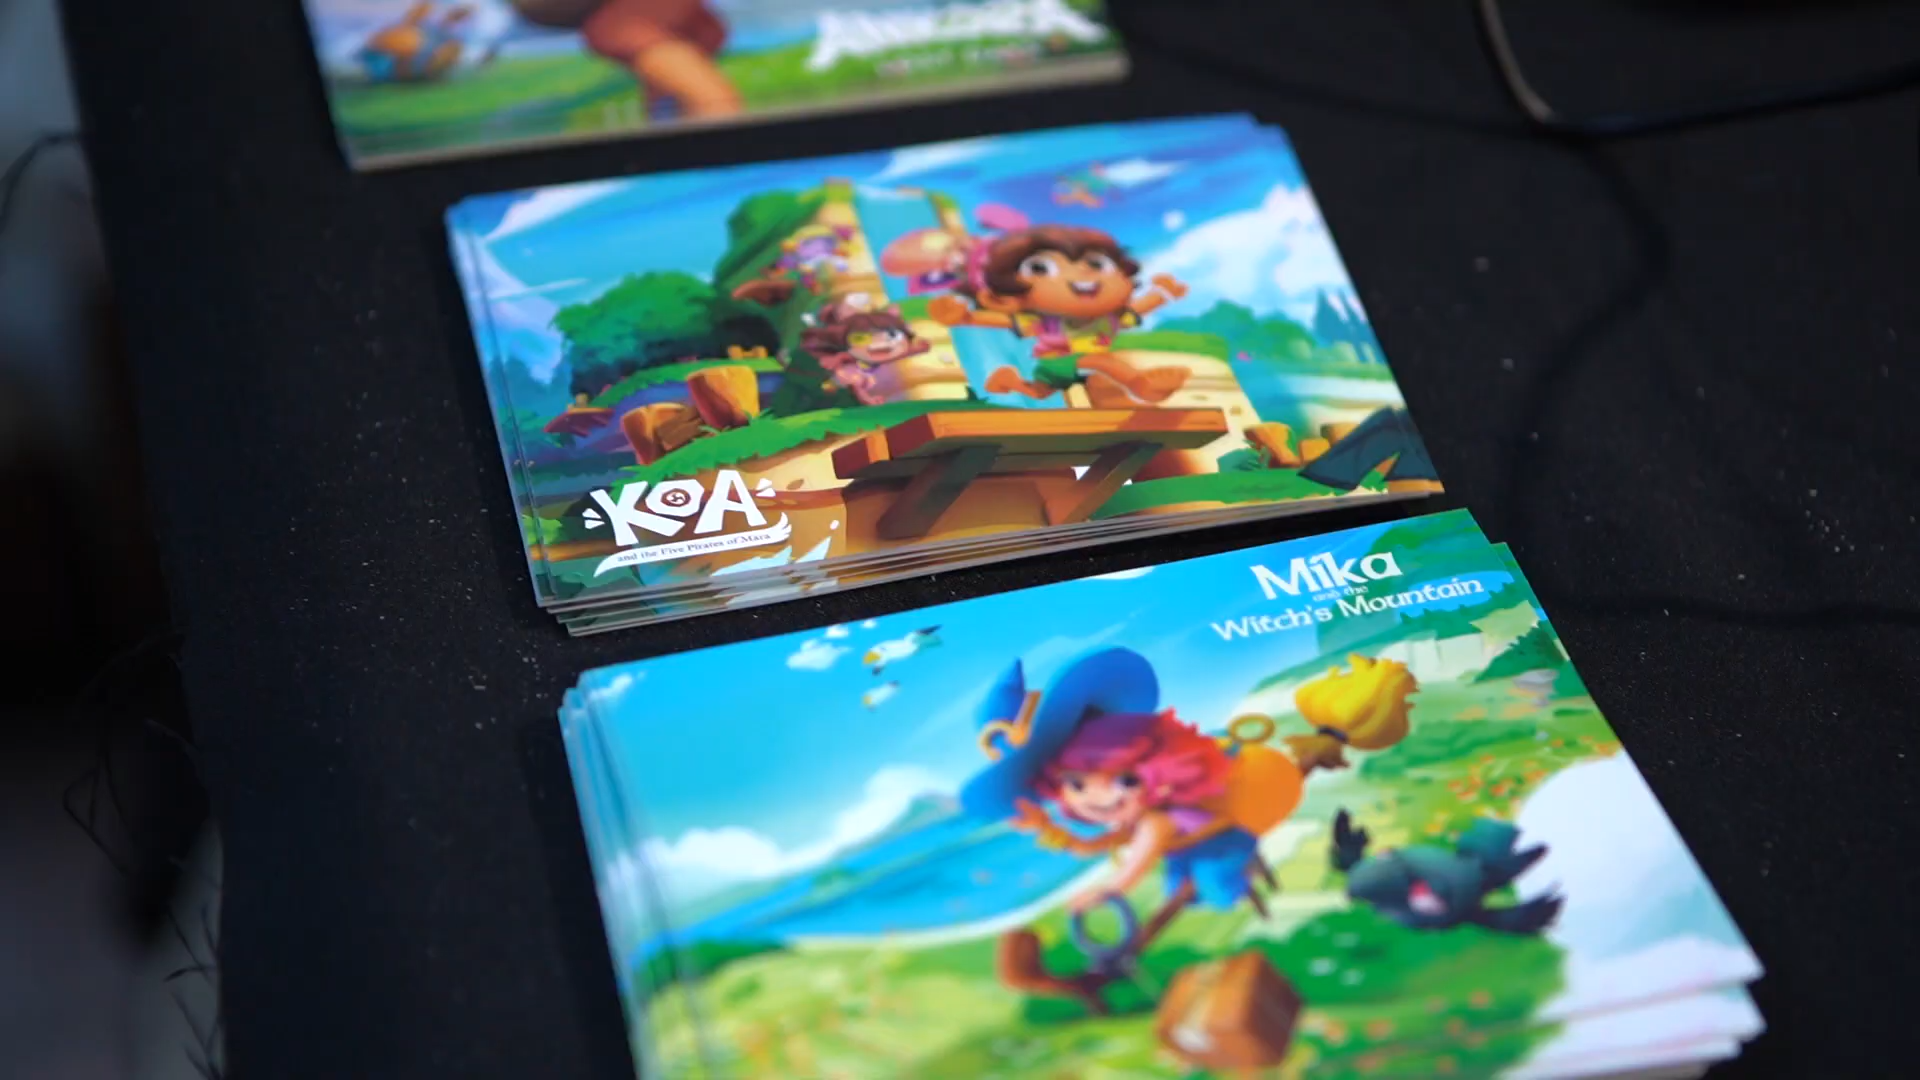 KOA
and the Five Pirates of Mara
Mika
and the
Witch's Mountain